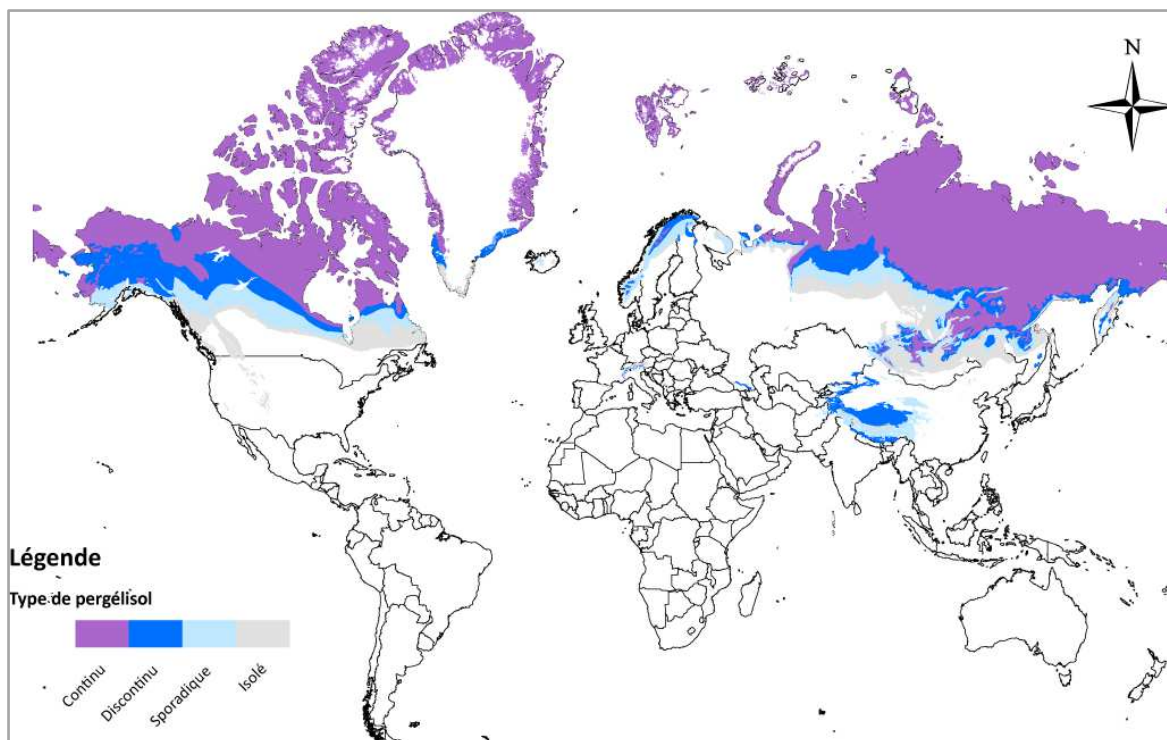 N
Légende
Type de pergélisol
Continu
Discontinu
Sporadique
Isolé